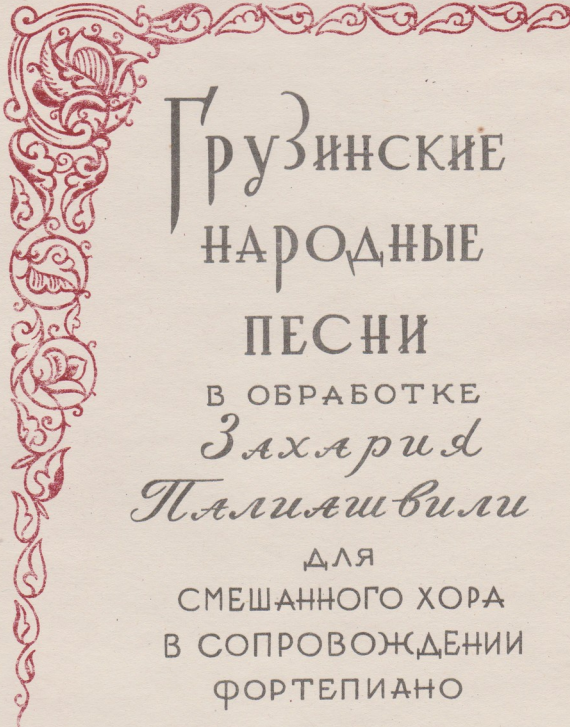 Грузинские
народные
песни
в обработке
Захария
Палиашвили
для
смешанного хора
в сопровождении
фортепиано